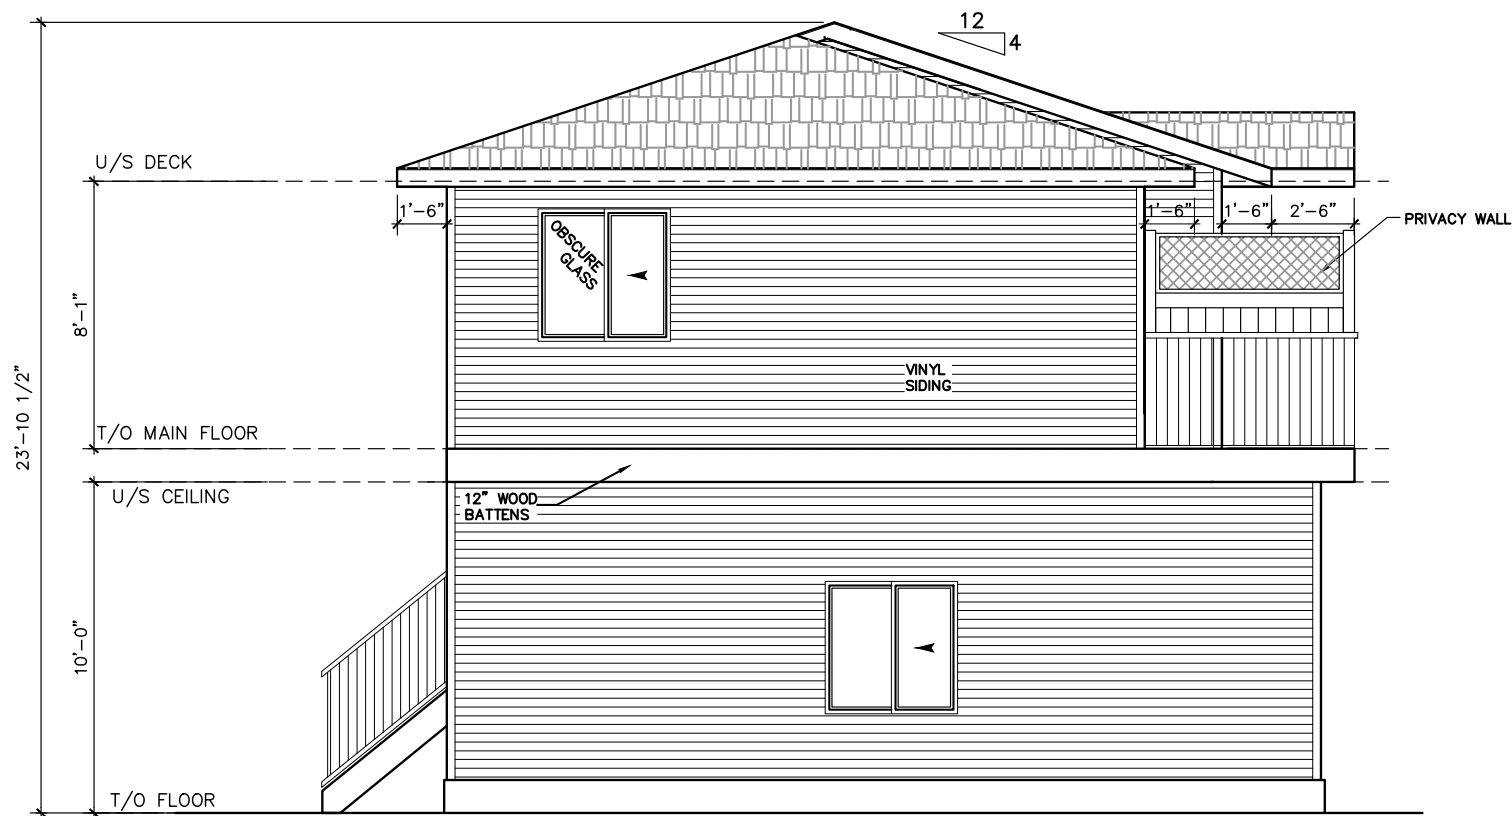 12
4
U/S DECK
1'-6"
1'-6"
1'-6"
2'-6"
PRIVACY WALL
OBSCURE
GLASS
8'-1"
23'-10 1/2"
VINYL
SIDING
T/O MAIN FLOOR
U/S CEILING
12" WOOD
BATTENS
10'-0"
T/O FLOOR